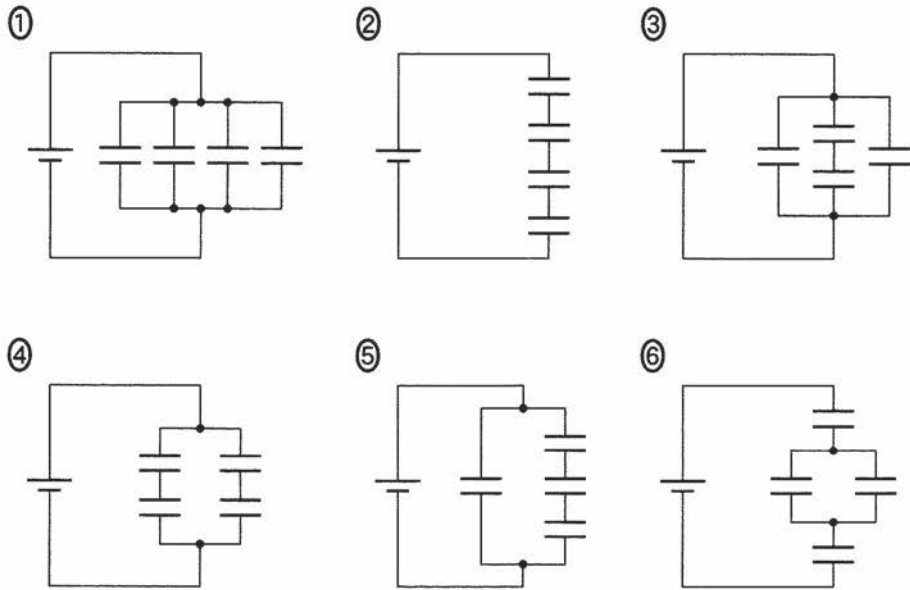 ① ② ③
④ ⑤ ⑥